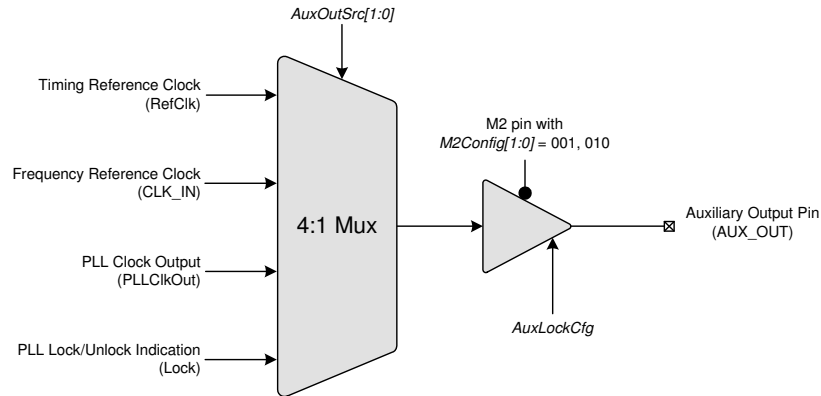 AuxOutSrc[1:0]
Timing Reference Clock
(RefClk)
Frequency Reference Clock
(CLK_IN)
PLL Clock Output
(PLLClkOut)
PLL Lock/Unlock Indication
(Lock)
4:1 Mux
M2 pin with
M2Config[1:0] = 001, 010
AuxLockCfg
Auxiliary Output Pin
(AUX_OUT)